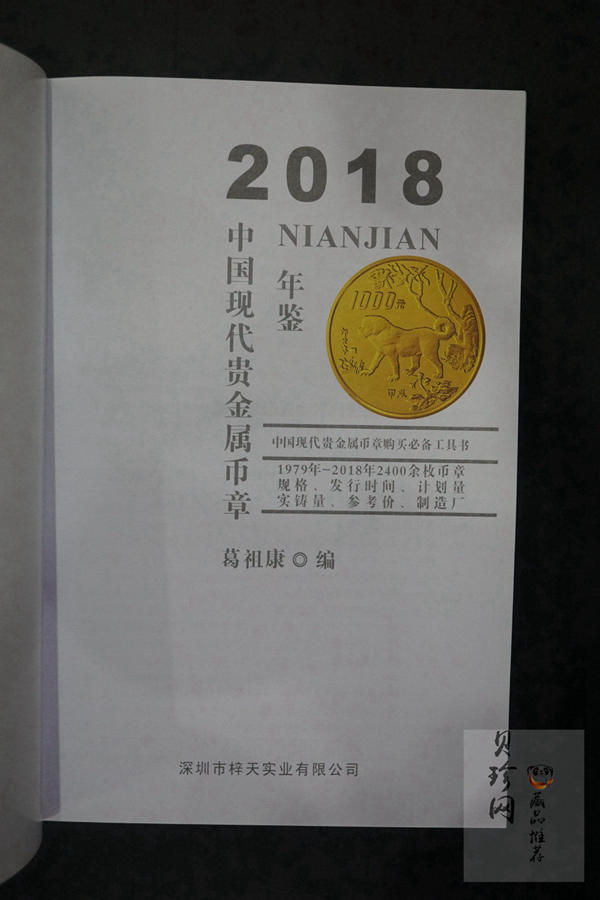 2018
NIANJIAN
中国现代贵金属币章
年鉴
1000元
甲戌
中国现代贵金属币章购买必备工具书
1979年-2018年2400余枚币章
规格、发行时间、计划量
实铸量、参考价、制造厂
葛祖康◎编
深圳市梓天实业有限公司
贝珍网
藏品推荐